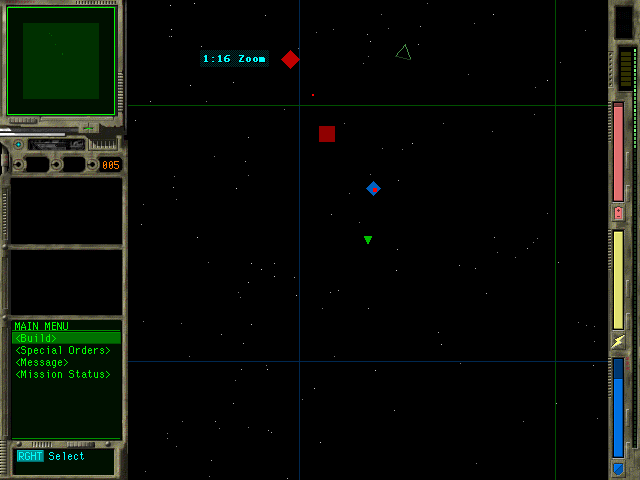 1:16 Zoom
005
MAIN MENU
<Build>
<Special Orders>
<Message>
<Mission Status>
RGHT Select